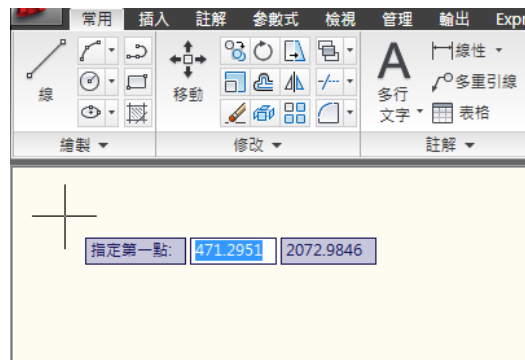 常用 插入 註解 參數式 檢視 管理 輸出 Expr
線 移動 A 多行文字 線性 多重引線 表格
繪製 修改 註解
指定第一點: 471.2951 2072.9846